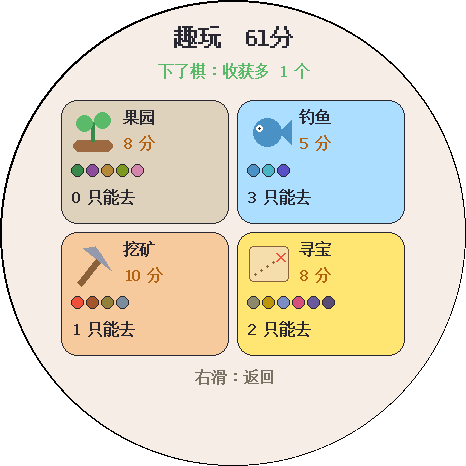 趣玩 61分
下了棋：收获多 1 个
果园
8 分
0 只能去
钓鱼
5 分
3 只能去
挖矿
10 分
1 只能去
寻宝
8 分
2 只能去
右滑：返回